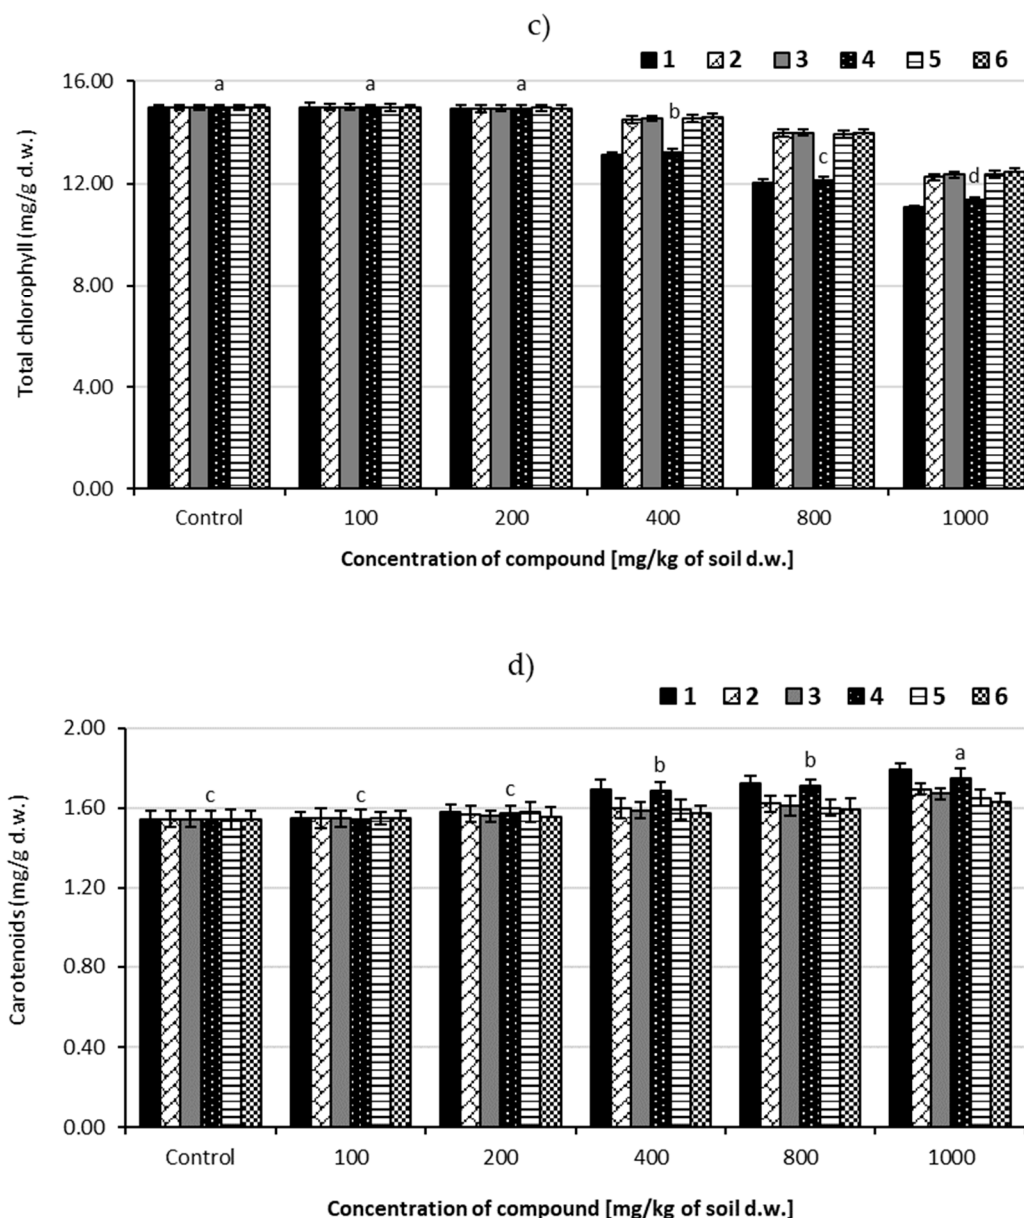 c)
1 2 3 4 5 6
16.00
12.00
8.00
4.00
0.00
a a a b c d
Total chlorophyll (mg/g d.w.)
Control 100 200 400 800 1000
Concentration of compound [mg/kg of soil d.w.]
d)
1 2 3 4 5 6
2.00
1.60
1.20
0.80
0.40
0.00
c c c b b a
Carotenoids (mg/g d.w.)
Control 100 200 400 800 1000
Concentration of compound [mg/kg of soil d.w.]